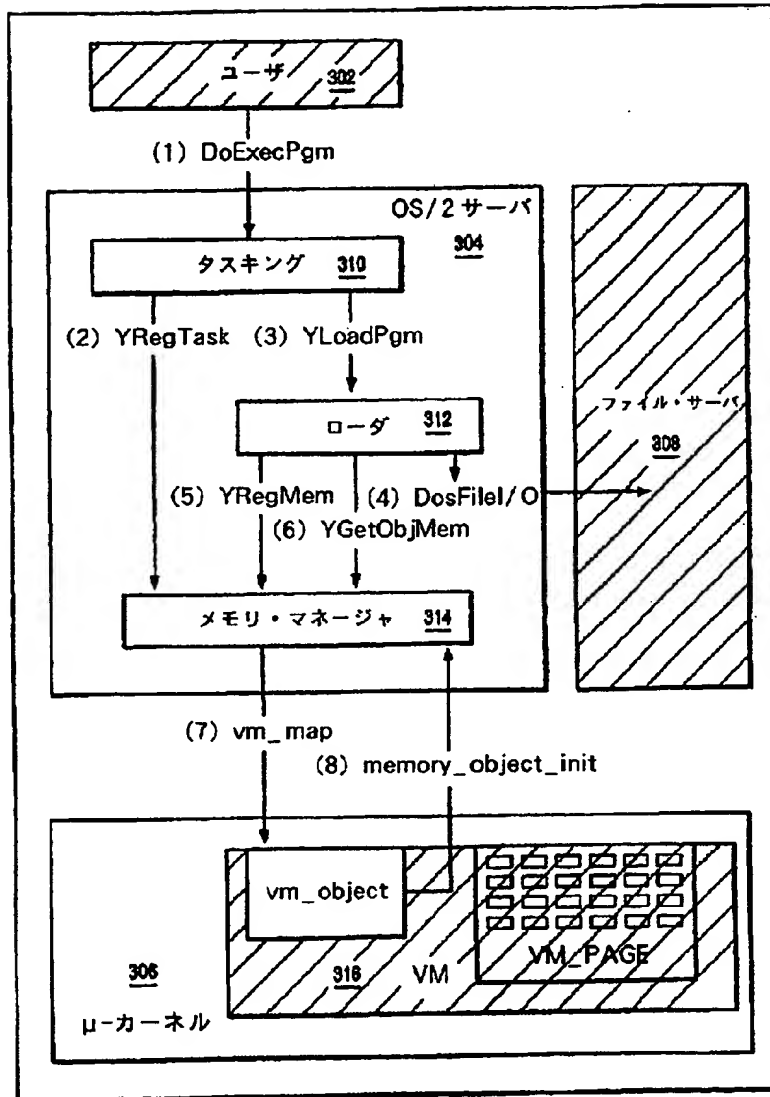 ユーザ 302
(1) DoExecPgm
OS/2サーバ
304
タスキング 310
(2) YRegTask (3) YLoadPgm
ローダ 312
(5) YRegMem (4) DosFileI/O
(6) YGetObjMem
メモリ・マネージャ 314
ファイル・サーバ
308
(7) vm_map
(8) memory_object_init
vm_object
VM_PAGE
306 316 VM
μ-カーネル